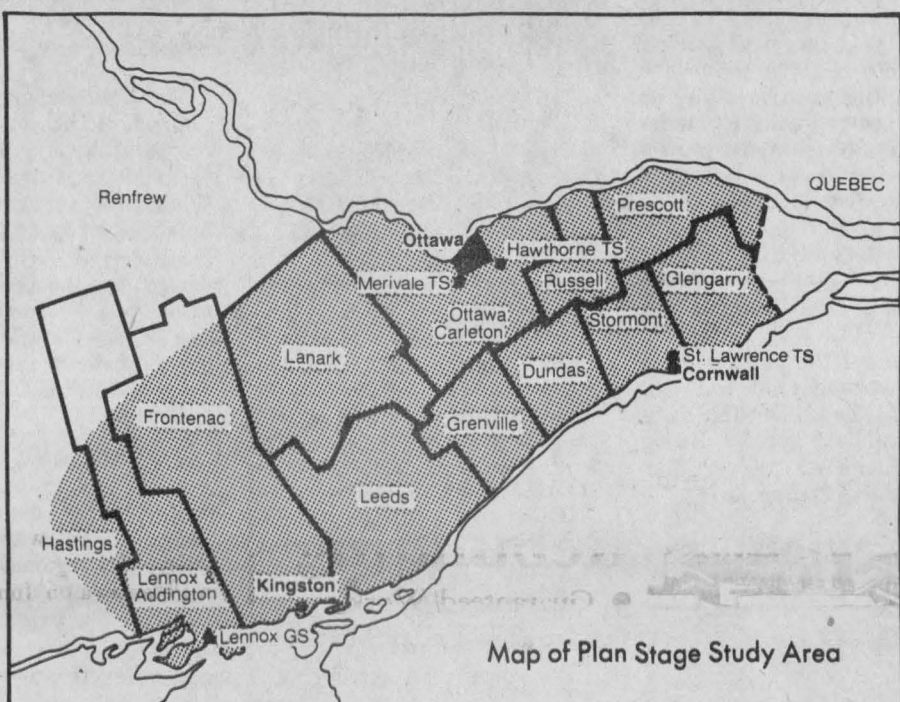 Renfrew
QUEBEC
Prescott
Ottawa
Hawthorne TS
Merivale TS
Russell
Glengarry
Ottawa
Carleton
Stormont
Lanark
St. Lawrence TS
Cornwall
Dundas
Frontenac
Grenville
Leeds
Hastings
Lennox &
Addington
Kingston
Lennox GS
Map of Plan Stage Study Area